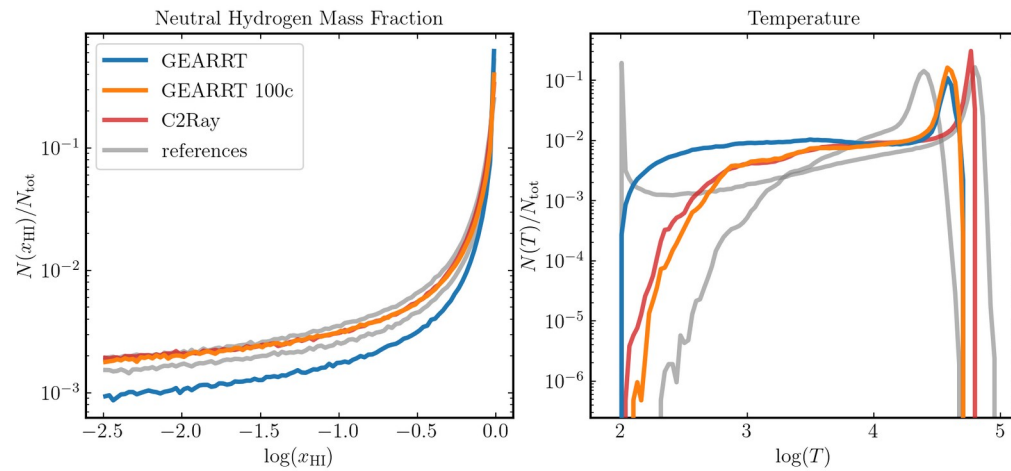 Neutral Hydrogen Mass Fraction
GEARRT
GEARRT 100c
C2Ray
references
N(x_HI)/N_tot
10⁻¹
10⁻²
10⁻³
−2.5 −2.0 −1.5 −1.0 −0.5 0.0
log(x_HI)
Temperature
N(T)/N_tot
10⁻¹
10⁻²
10⁻³
10⁻⁴
10⁻⁵
10⁻⁶
2 3 4 5
log(T)